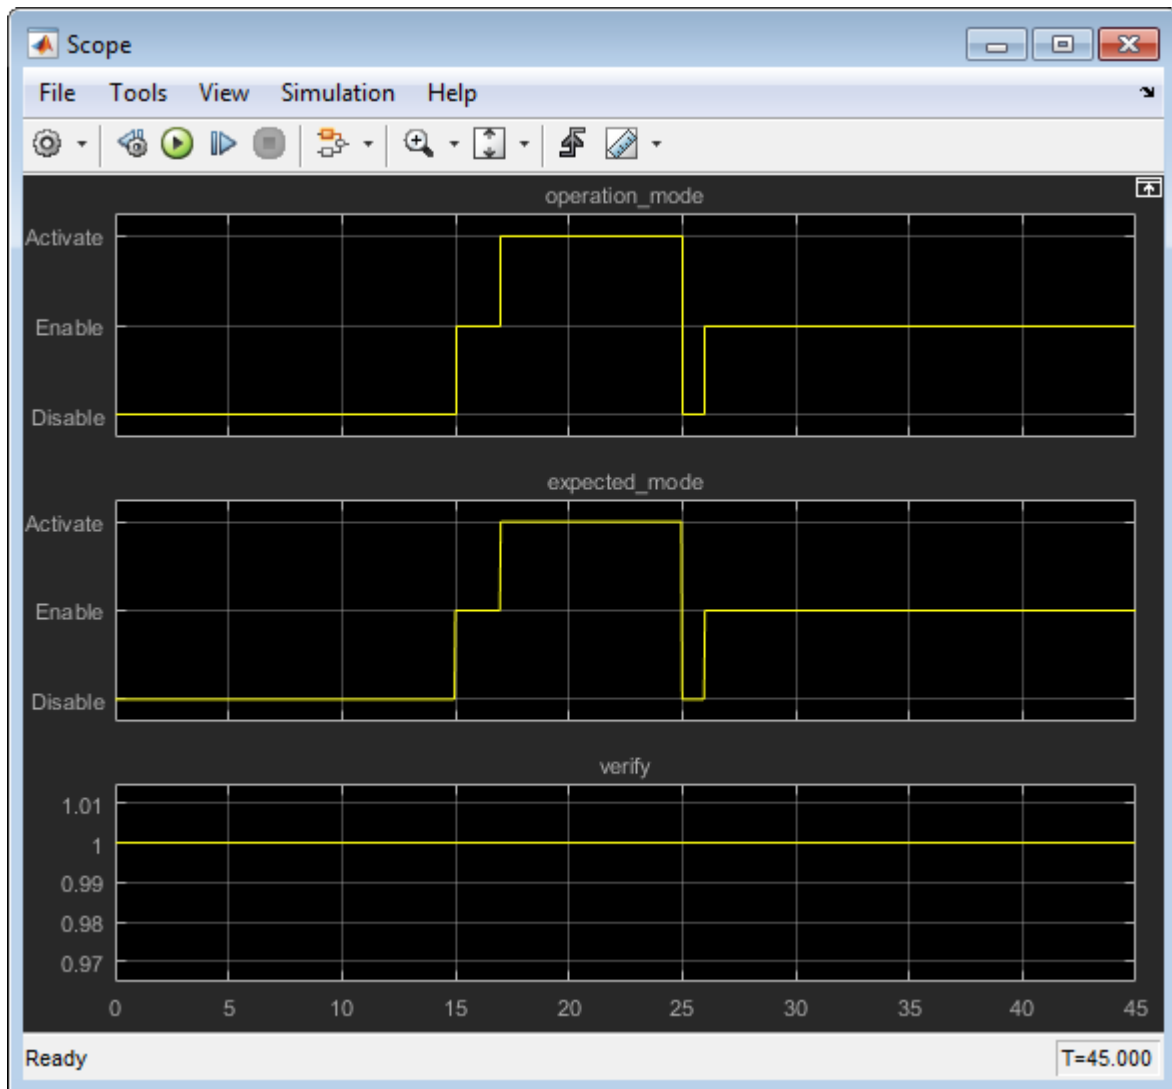 Scope
File Tools View Simulation Help
operation_mode
Activate
Enable
Disable
expected_mode
Activate
Enable
Disable
verify
1.01
1
0.99
0.98
0.97
0 5 10 15 20 25 30 35 40 45
Ready T=45.000